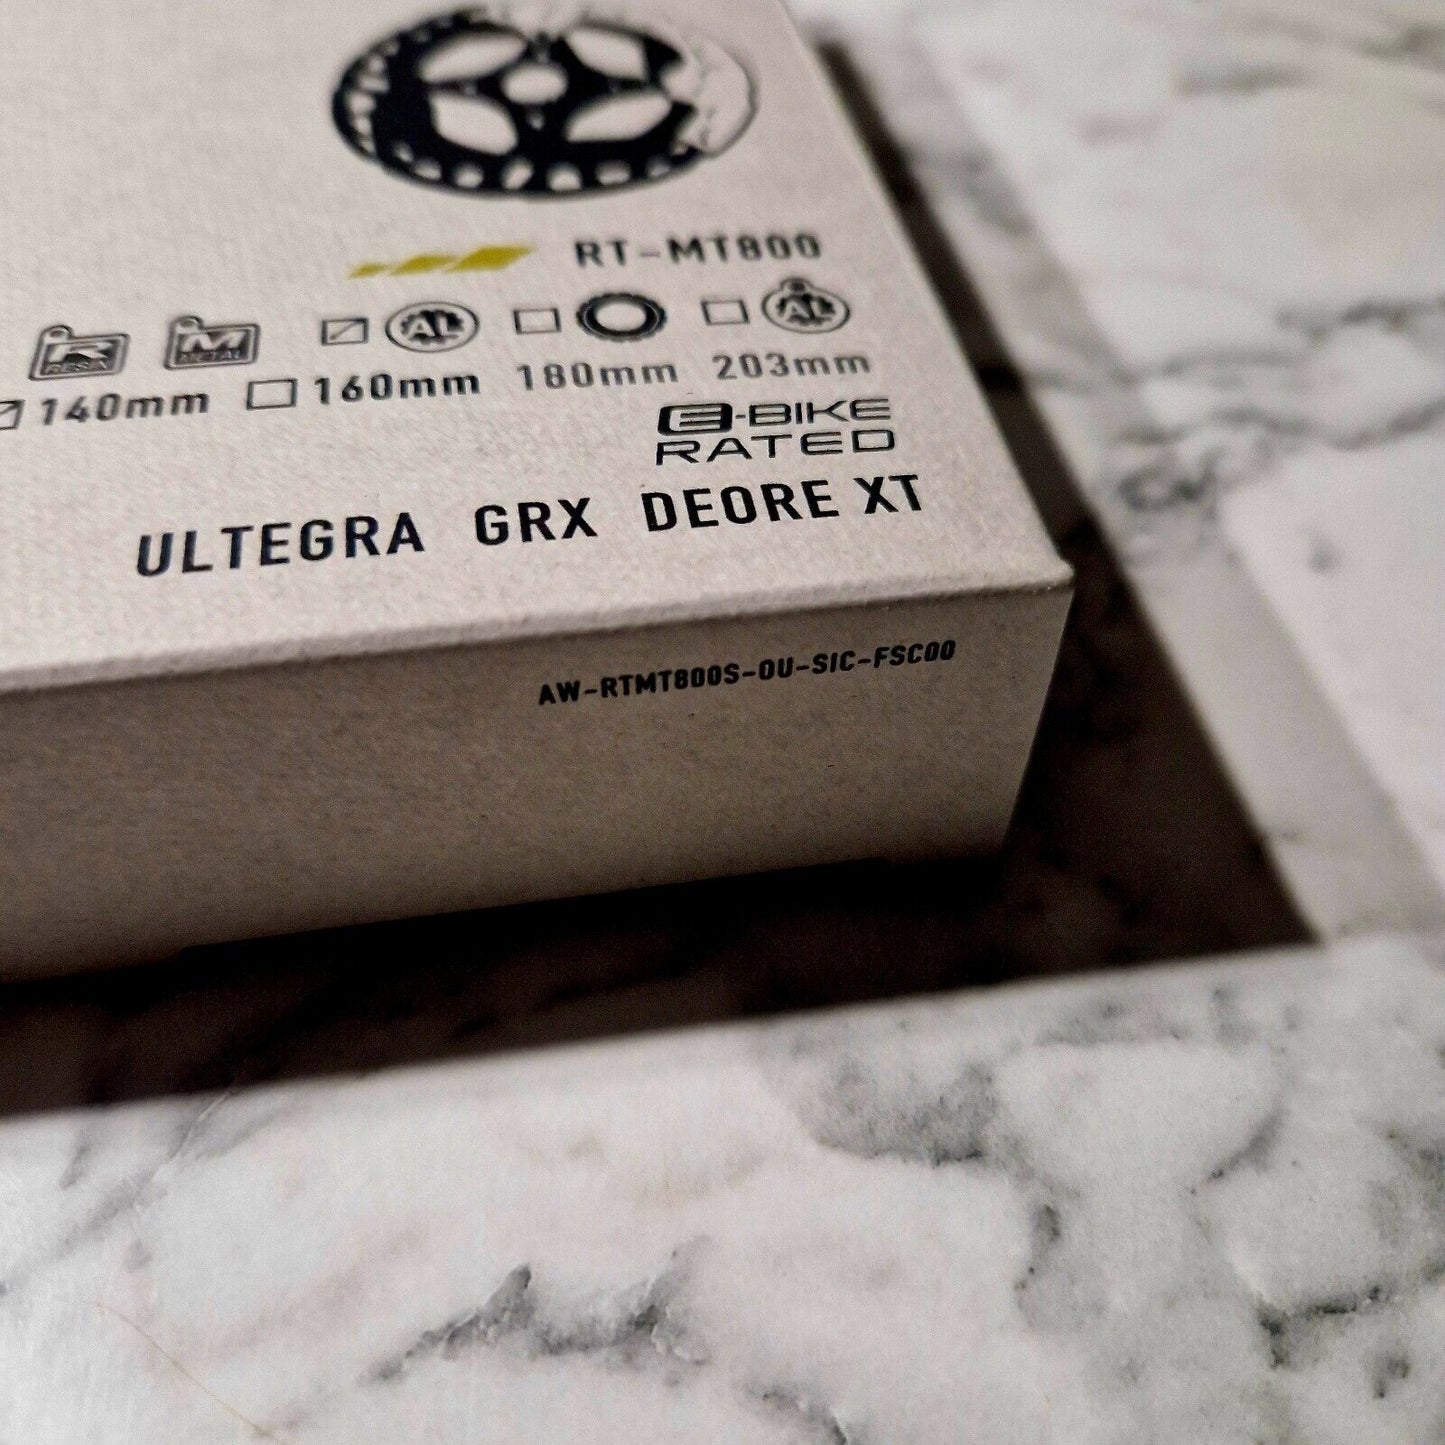 RT-MT800
R RESIN M METAL AL AL
140mm 160mm 180mm 203mm
E-BIKE
RATED
ULTEGRA GRX DEORE XT
AW-RTMT800S-0U-SIC-FSC00